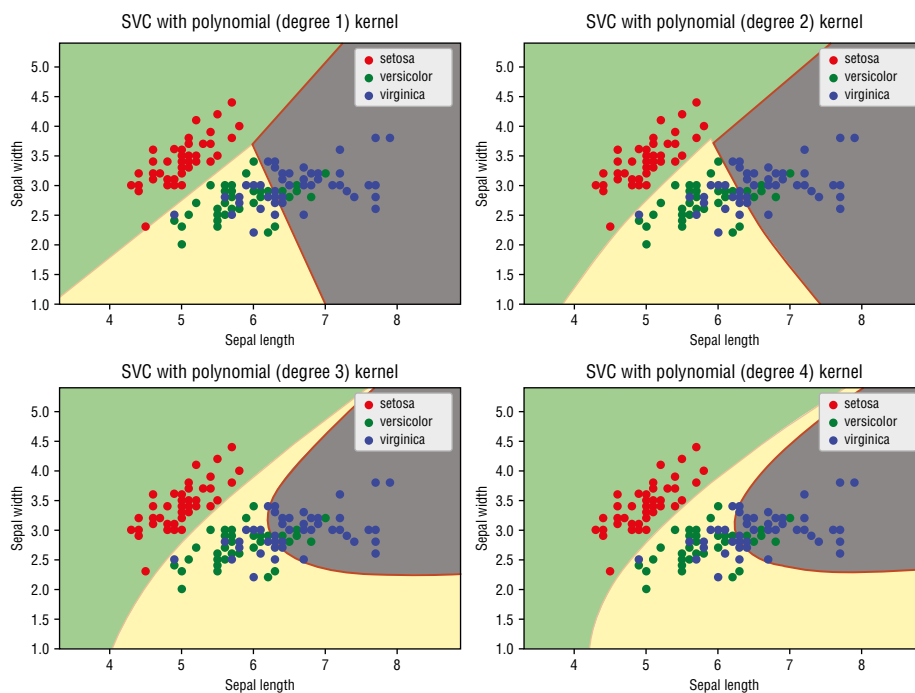 SVC with polynomial (degree 1) kernel
5.0
4.5
4.0
3.5
3.0
2.5
2.0
1.5
1.0
Sepal width
setosa
versicolor
virginica
4 5 6 7 8
Sepal length
SVC with polynomial (degree 2) kernel
5.0
4.5
4.0
3.5
3.0
2.5
2.0
1.5
1.0
Sepal width
setosa
versicolor
virginica
4 5 6 7 8
Sepal length
SVC with polynomial (degree 3) kernel
5.0
4.5
4.0
3.5
3.0
2.5
2.0
1.5
1.0
Sepal width
setosa
versicolor
virginica
4 5 6 7 8
Sepal length
SVC with polynomial (degree 4) kernel
5.0
4.5
4.0
3.5
3.0
2.5
2.0
1.5
1.0
Sepal width
setosa
versicolor
virginica
4 5 6 7 8
Sepal length